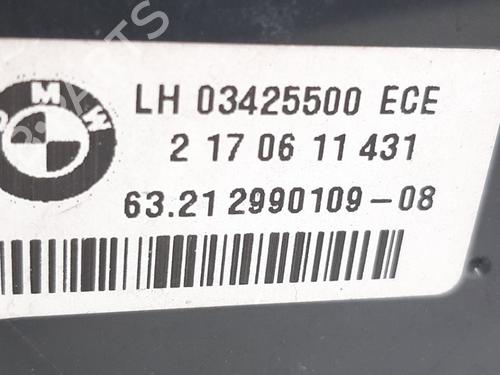 BMW
LH 03425500 ECE
2 17 06 11 431
63.21 2990109-08